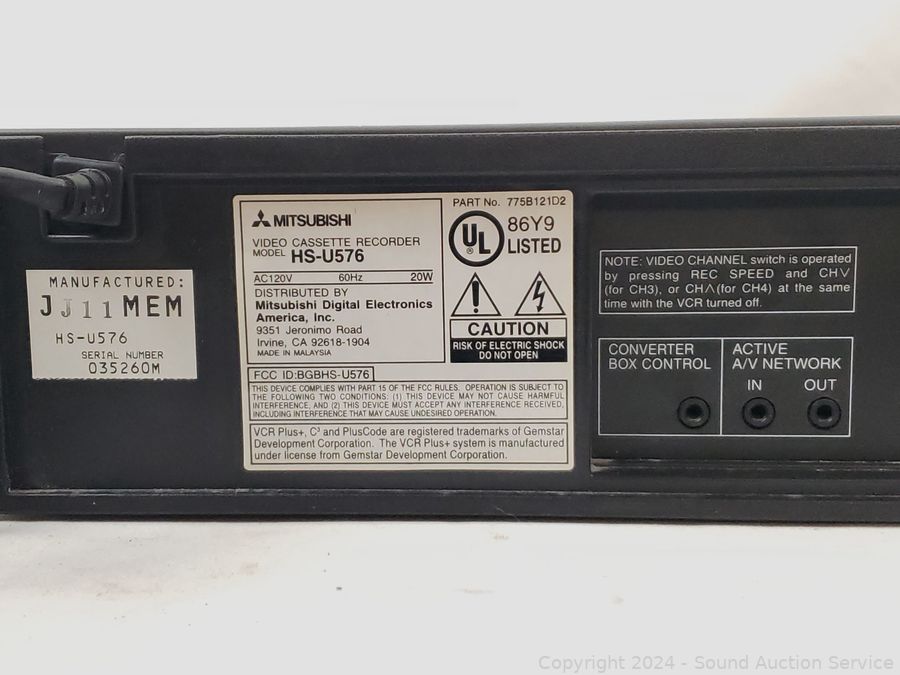 MANUFACTURED:
JJ11MEM
HS-U576
SERIAL NUMBER
035260M
MITSUBISHI
VIDEO CASSETTE RECORDER
MODEL HS-U576
AC120V 60Hz 20W
DISTRIBUTED BY
Mitsubishi Digital Electronics
America, Inc.
9351 Jeronimo Road
Irvine, CA 92618-1904
MADE IN MALAYSIA
PART No. 775B121D2
UL
86Y9
LISTED
CAUTION
RISK OF ELECTRIC SHOCK
DO NOT OPEN
FCC ID:BGBHS-U576
THIS DEVICE COMPLIES WITH PART 15 OF THE FCC RULES. OPERATION IS SUBJECT TO
THE FOLLOWING TWO CONDITIONS: (1) THIS DEVICE MAY NOT CAUSE HARMFUL
INTERFERENCE, AND (2) THIS DEVICE MUST ACCEPT ANY INTERFERENCE RECEIVED,
INCLUDING INTERFERENCE THAT MAY CAUSE UNDESIRED OPERATION.
VCR Plus+, C³ and PlusCode are registered trademarks of Gemstar
Development Corporation. The VCR Plus+ system is manufactured
under license from Gemstar Development Corporation.
NOTE: VIDEO CHANNEL switch is operated
by pressing REC SPEED and CH∨
(for CH3), or CH∧(for CH4) at the same
time with the VCR turned off.
CONVERTER
BOX CONTROL
ACTIVE
A/V NETWORK
IN OUT
Copyright 2024 - Sound Auction Service